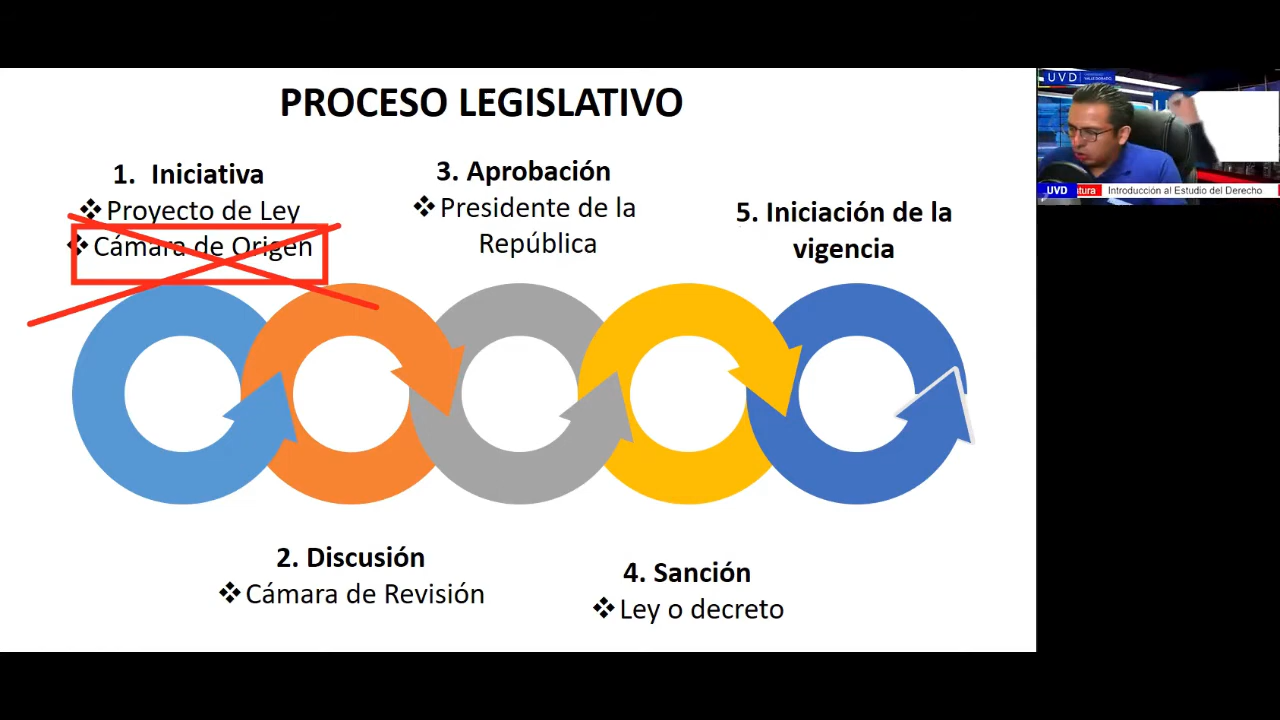 PROCESO LEGISLATIVO
1. Iniciativa
❖ Proyecto de Ley
❖ Cámara de Origen
3. Aprobación
❖ Presidente de la
República
5. Iniciación de la
vigencia
2. Discusión
❖ Cámara de Revisión
4. Sanción
❖ Ley o decreto
UVD
UVD
Introducción al Estudio del Derecho